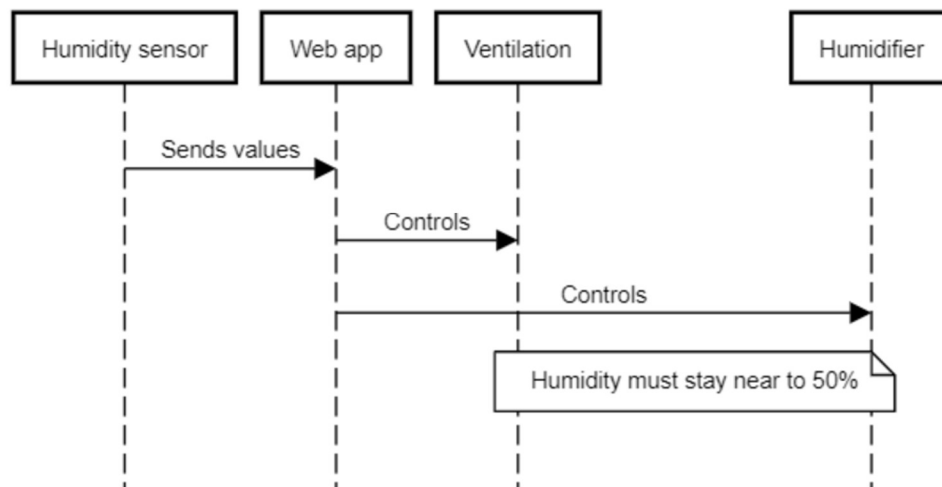 Humidity sensor
Web app
Ventilation
Humidifier
Sends values
Controls
Controls
Humidity must stay near to 50%